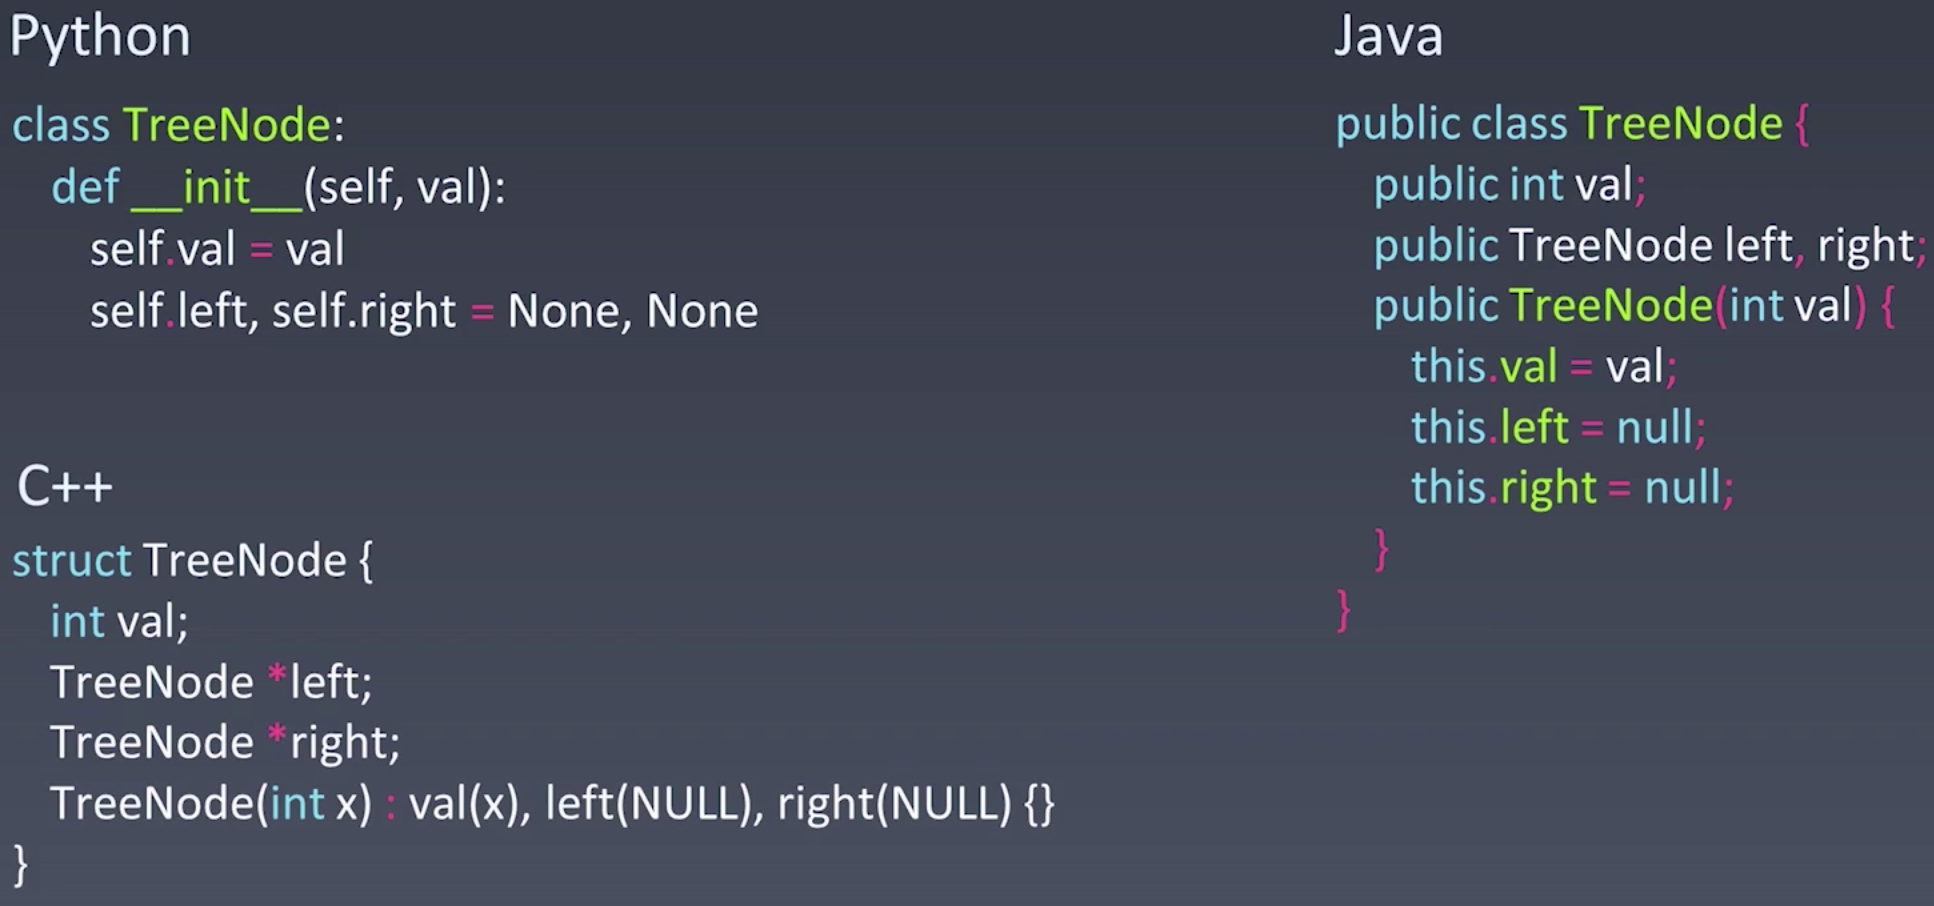 Python
class TreeNode:
def __init__(self, val):
self.val = val
self.left, self.right = None, None
C++
struct TreeNode {
int val;
TreeNode *left;
TreeNode *right;
TreeNode(int x) : val(x), left(NULL), right(NULL) {}
}
Java
public class TreeNode {
public int val;
public TreeNode left, right;
public TreeNode(int val) {
this.val = val;
this.left = null;
this.right = null;
}
}